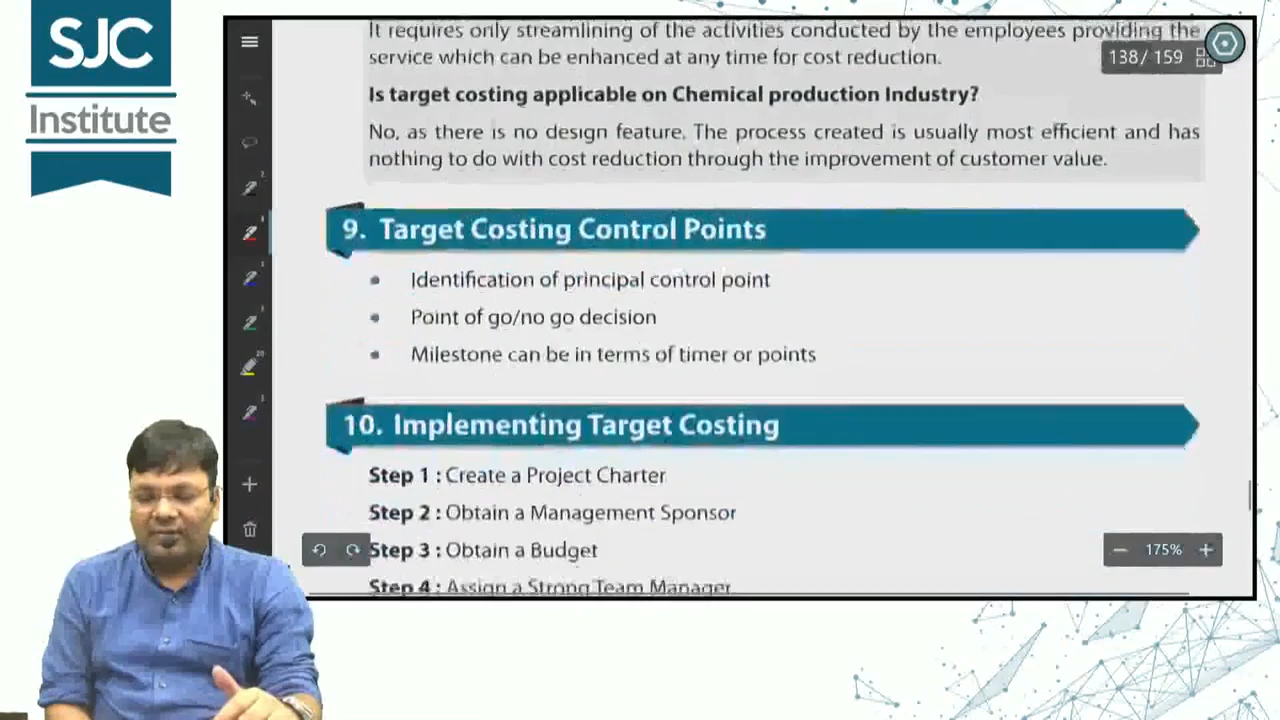 SJC
Institute
It requires only streamlining of the activities conducted by the employees providing the
service which can be enhanced at any time for cost reduction.
138/ 159
Is target costing applicable on Chemical production Industry?
No, as there is no design feature. The process created is usually most efficient and has
nothing to do with cost reduction through the improvement of customer value.
9. Target Costing Control Points
• Identification of principal control point
• Point of go/no go decision
• Milestone can be in terms of timer or points
10. Implementing Target Costing
Step 1 : Create a Project Charter
Step 2 : Obtain a Management Sponsor
Step 3 : Obtain a Budget
175%
Step 4 : Assign a Strong Team Manager